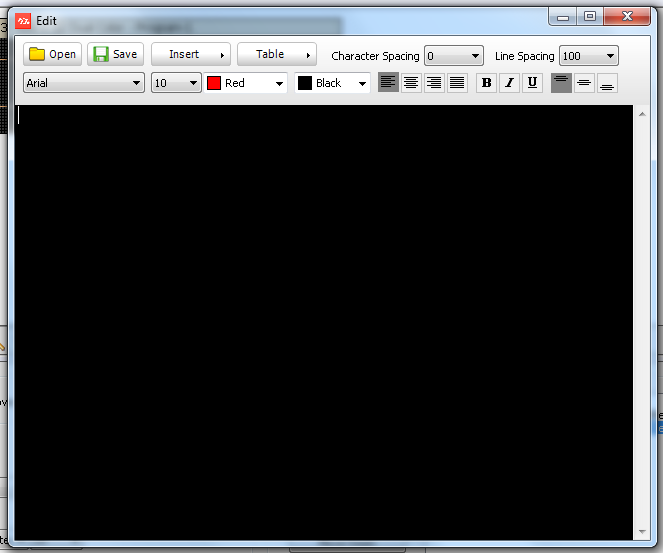 Edit
Open Save Insert Table Character Spacing 0 Line Spacing 100
Arial 10 Red Black B I U